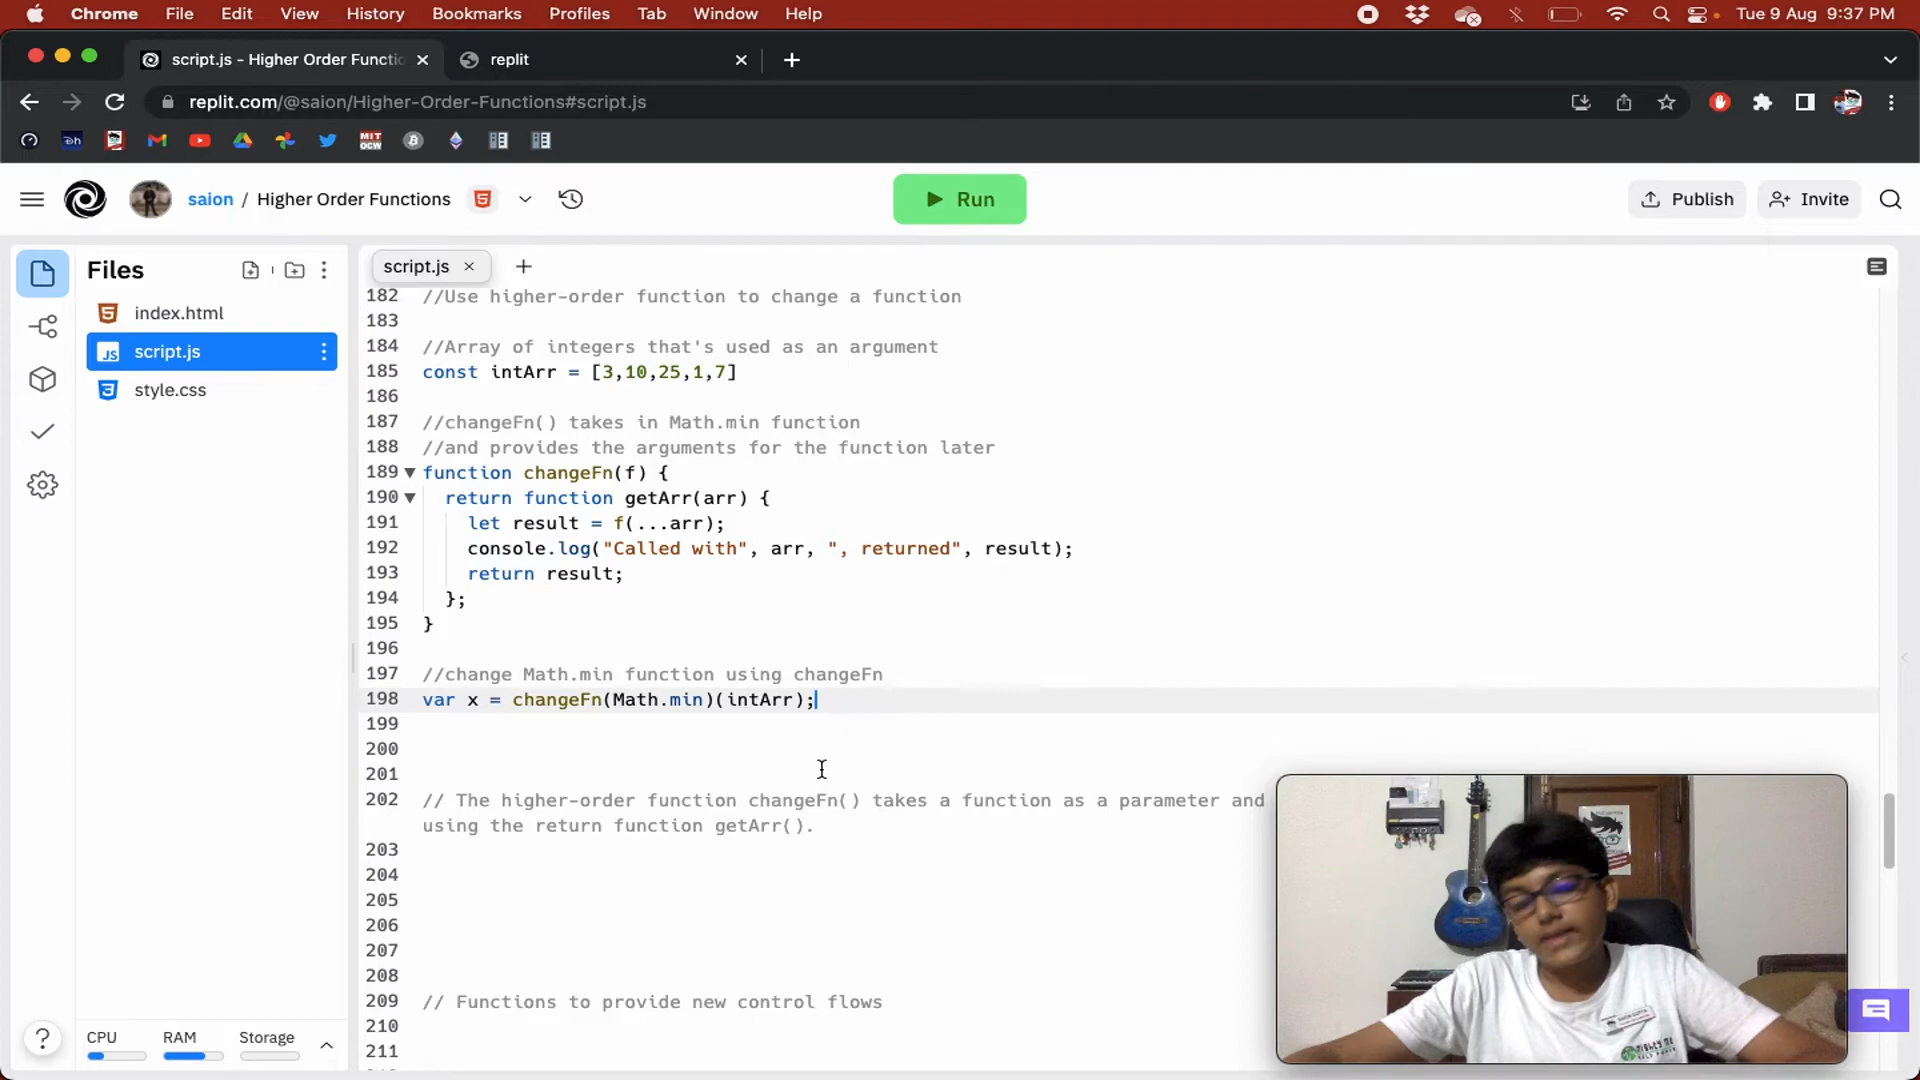 Chrome File Edit View History Bookmarks Profiles Tab Window Help Tue 9 Aug 9:37 PM
script.js - Higher Order Functio replit
replit.com/@saion/Higher-Order-Functions#script.js
Dh MIT OCW
saion / Higher Order Functions Run Publish Invite
Files
index.html
script.js
style.css
CPU RAM Storage
script.js
182 //Use higher-order function to change a function
183
184 //Array of integers that's used as an argument
185 const intArr = [3,10,25,1,7]
186
187 //changeFn() takes in Math.min function
188 //and provides the arguments for the function later
189 function changeFn(f) {
190 return function getArr(arr) {
191 let result = f(...arr);
192 console.log("Called with", arr, ", returned", result);
193 return result;
194 };
195 }
196
197 //change Math.min function using changeFn
198 var x = changeFn(Math.min)(intArr);
199
200
201
202 // The higher-order function changeFn() takes a function as a parameter and
using the return function getArr().
203
204
205
206
207
208
209 // Functions to provide new control flows
210
211